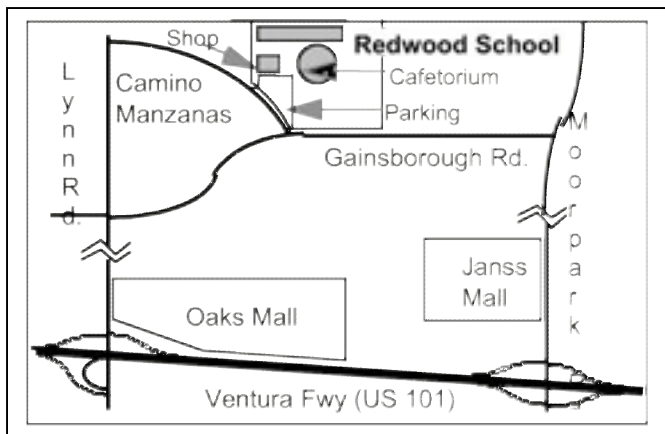 Redwood School
Shop
Cafetorium
Camino
Manzanas
Parking
Lynn Rd.
Gainsborough Rd.
Moorpark
Janss
Mall
Oaks Mall
Ventura Fwy (US 101)